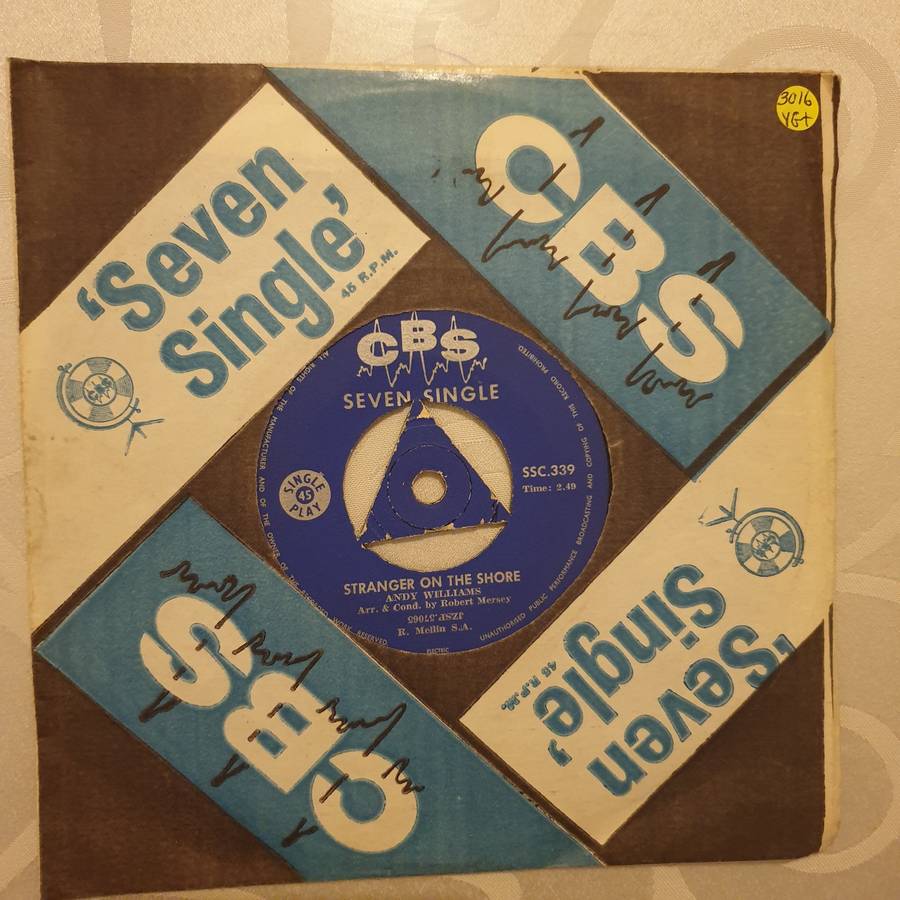 3016
VG+
CBS
'Seven
Single'
45 R.P.M.
CBS
SEVEN SINGLE
SINGLE
45
PLAY
SSC.339
Time: 2.49
STRANGER ON THE SHORE
ANDY WILLIAMS
Arr. & Cond. by Robert Mersey
JZSP.57065
R. Mellin S.A.
ELECTRIC
ALL RIGHTS OF THE MANUFACTURER AND OF THE OWNER OF THE RECORDED WORK RESERVED
UNAUTHORISED PUBLIC PERFORMANCE BROADCASTING AND COPYING OF THIS RECORD PROHIBITED
CBS
'Seven
Single'
45 R.P.M.